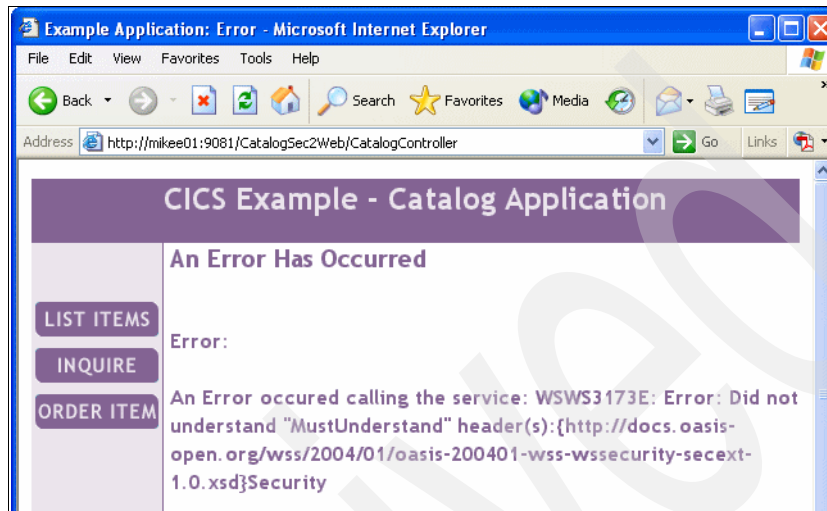 Example Application: Error - Microsoft Internet Explorer
File Edit View Favorites Tools Help
Back Search Favorites Media
Address http://mikee01:9081/CatalogSec2Web/CatalogController Go Links
CICS Example - Catalog Application
An Error Has Occurred
LIST ITEMS
Error:
INQUIRE
ORDER ITEM
An Error occured calling the service: WSWS3173E: Error: Did not
understand "MustUnderstand" header(s):{http://docs.oasis-
open.org/wss/2004/01/oasis-200401-wss-wssecurity-secext-
1.0.xsd}Security